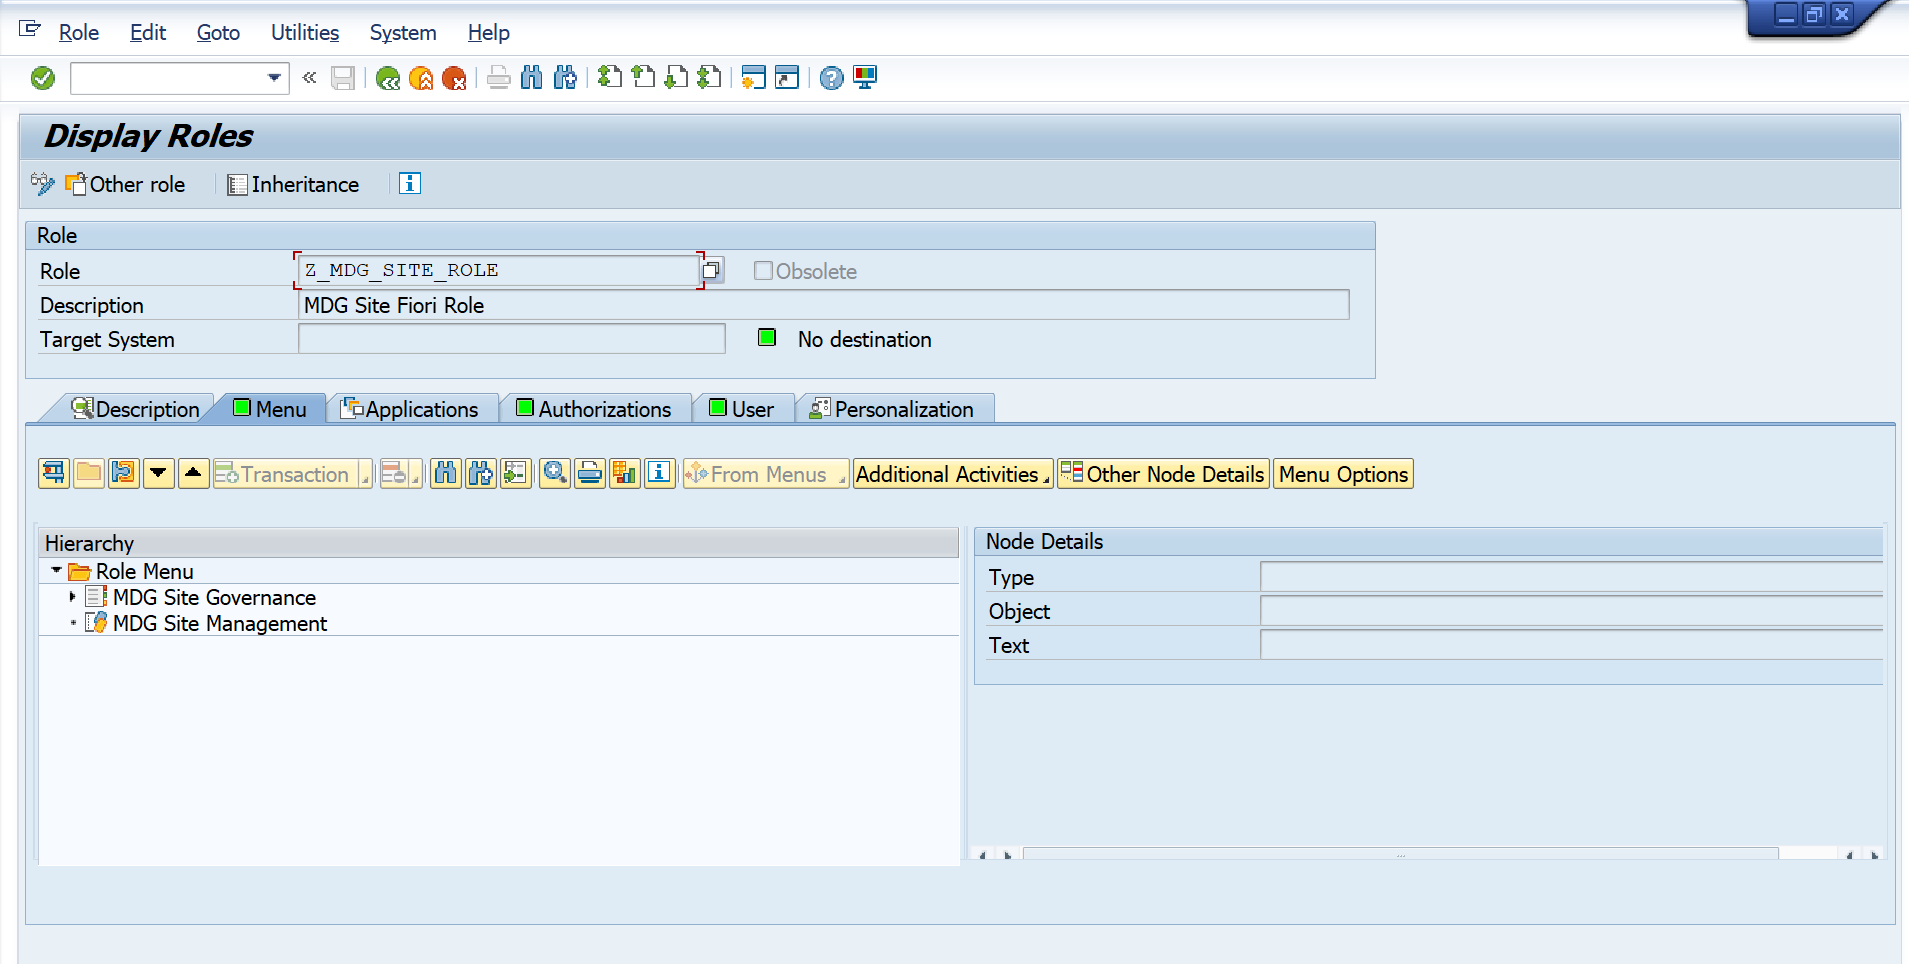 Role Edit Goto Utilities System Help
Display Roles
Other role Inheritance
Role
Role Z_MDG_SITE_ROLE Obsolete
Description MDG Site Fiori Role
Target System No destination
Description Menu Applications Authorizations User Personalization
Transaction From Menus Additional Activities Other Node Details Menu Options
Hierarchy
Role Menu
MDG Site Governance
MDG Site Management
Node Details
Type
Object
Text